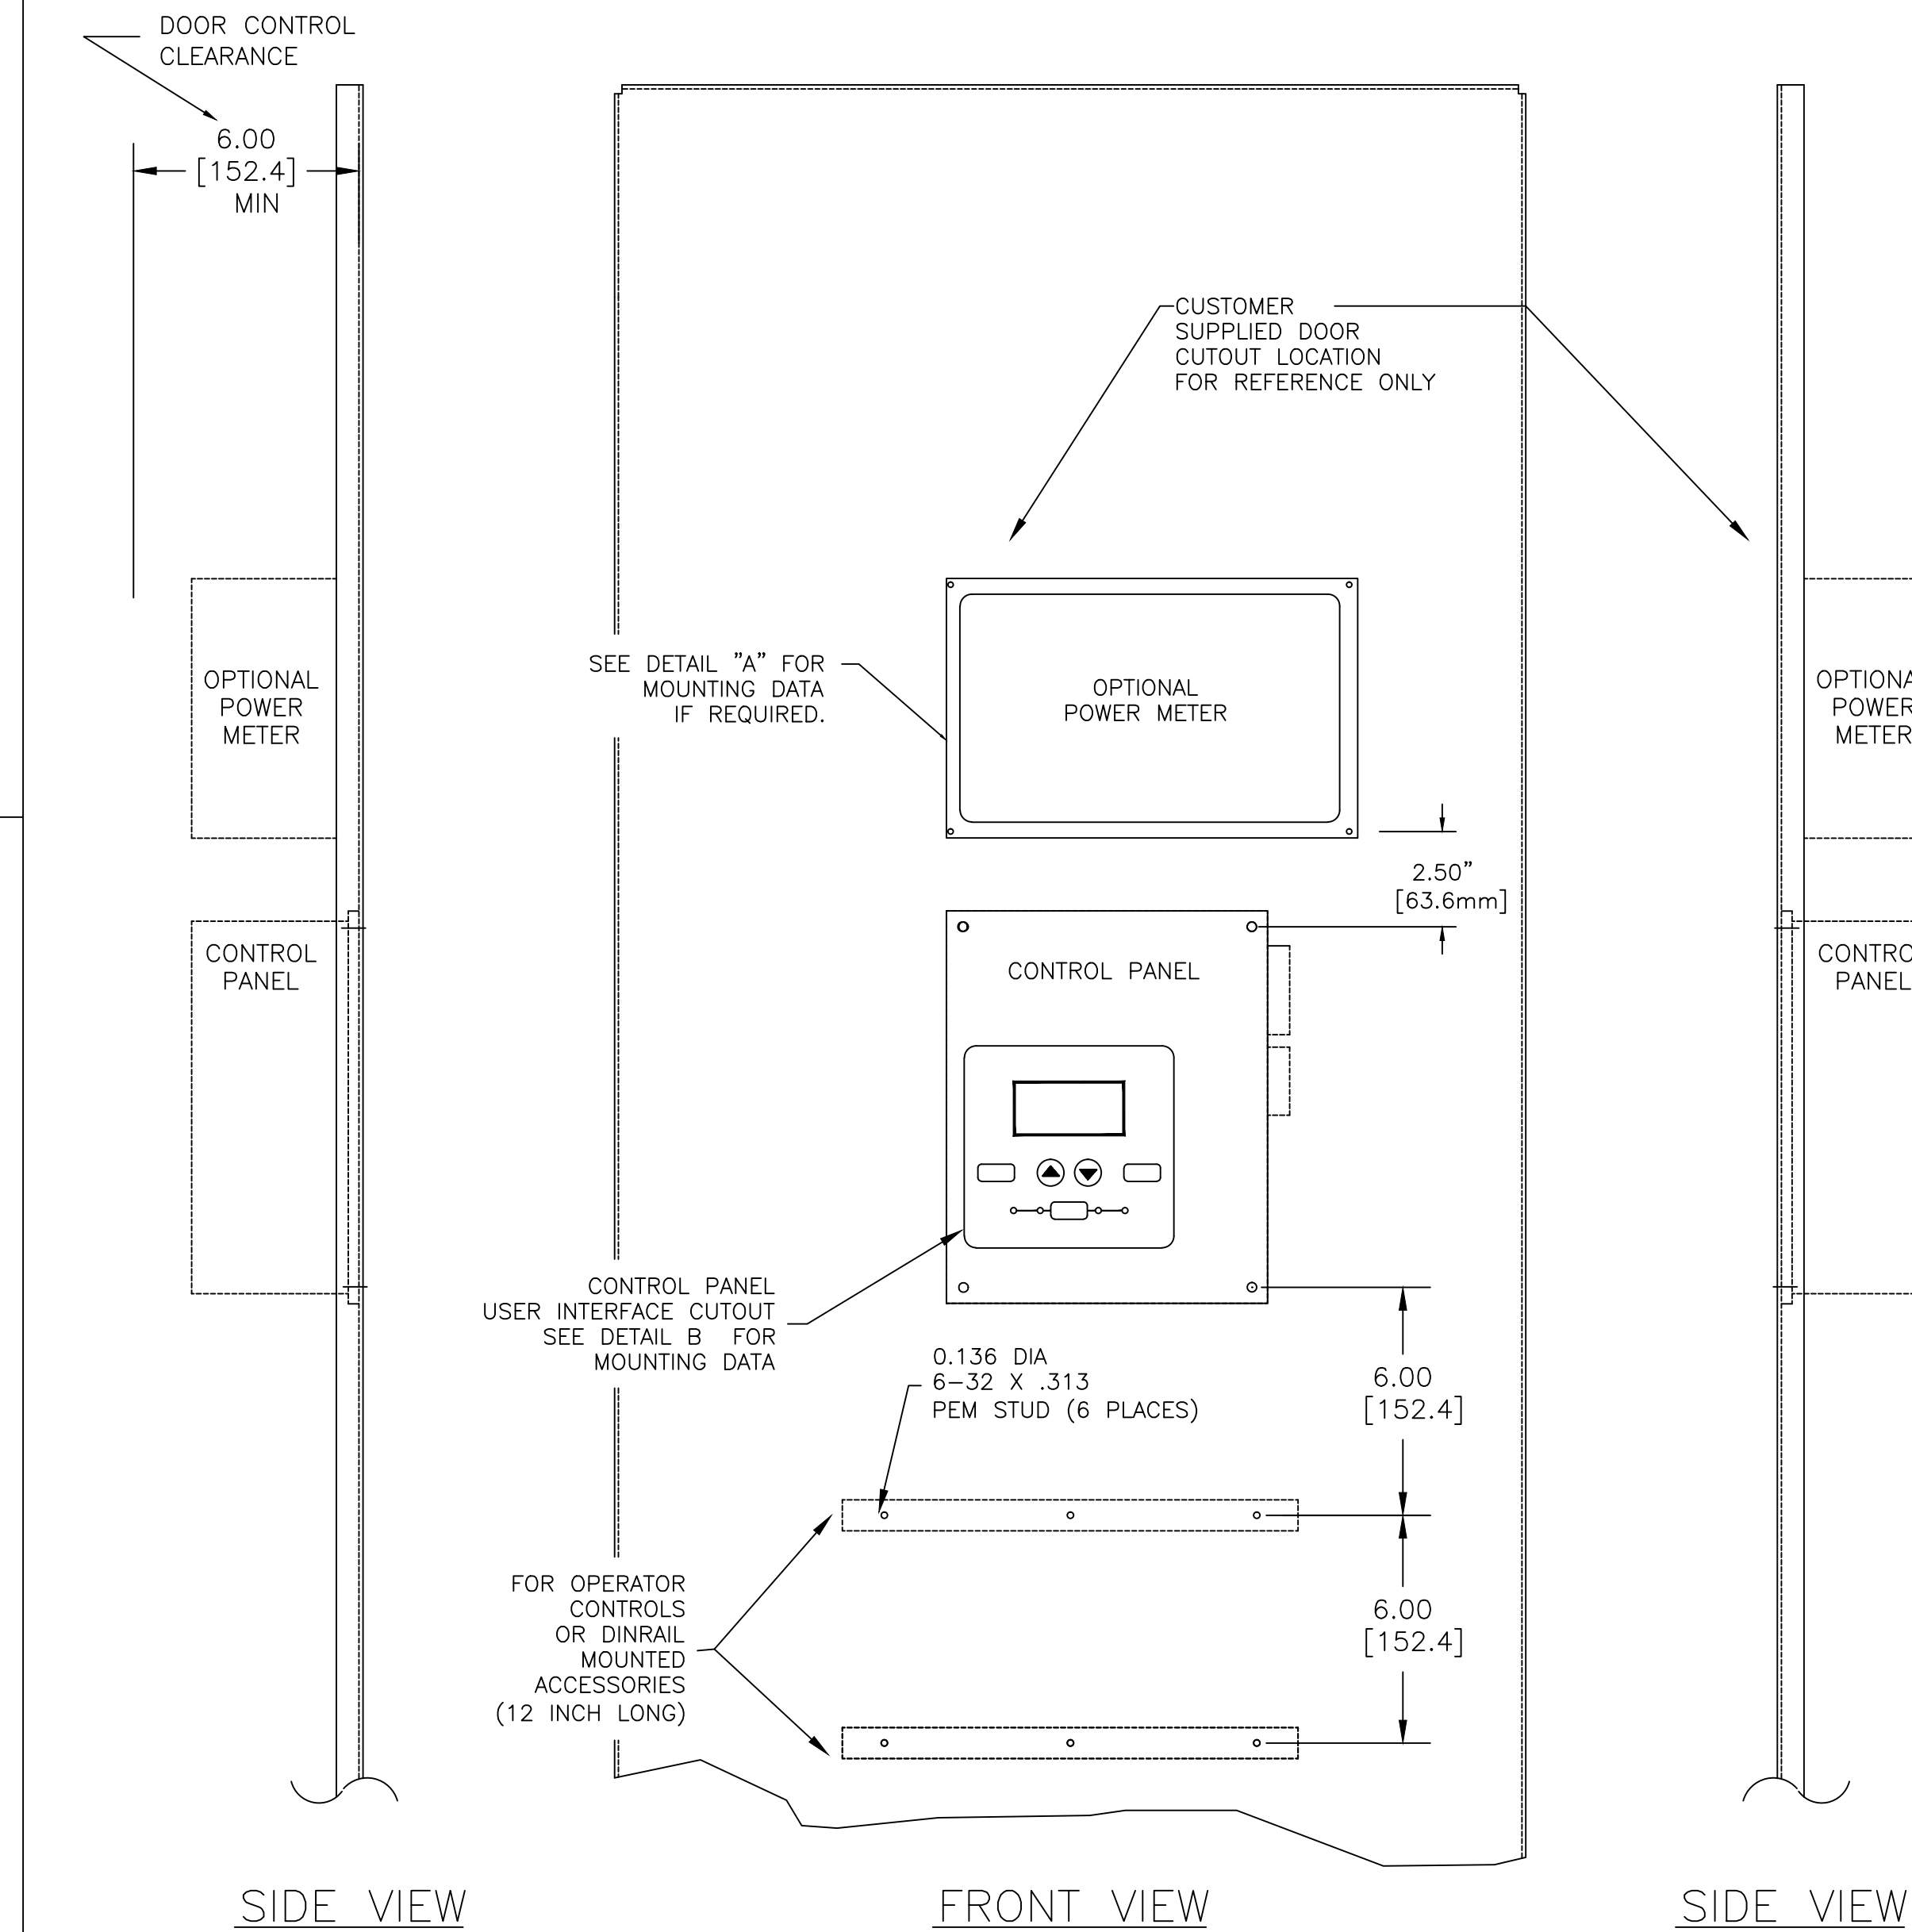 DOOR CONTROL
CLEARANCE
6.00
[152.4]
MIN
CUSTOMER
SUPPLIED DOOR
CUTOUT LOCATION
FOR REFERENCE ONLY
OPTIONAL
POWER
METER
SEE DETAIL "A" FOR
MOUNTING DATA
IF REQUIRED.
OPTIONAL
POWER METER
OPTIONA
POWER
METER
2.50"
[63.6mm]
CONTROL
PANEL
CONTROL PANEL
CONTRO
PANEL
CONTROL PANEL
USER INTERFACE CUTOUT
SEE DETAIL B FOR
MOUNTING DATA
0.136 DIA
6-32 X .313
PEM STUD (6 PLACES)
6.00
[152.4]
FOR OPERATOR
CONTROLS
OR DINRAIL
MOUNTED
ACCESSORIES
(12 INCH LONG)
6.00
[152.4]
SIDE VIEW
FRONT VIEW
SIDE VIEW